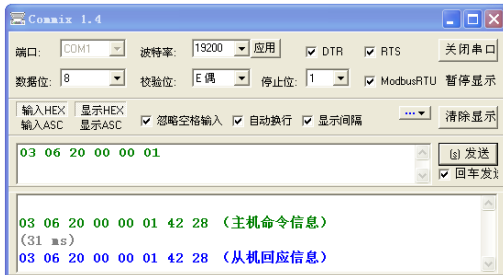 Commix 1.4
端口: COM1 波特率: 19200 应用 DTR RTS 关闭串口
数据位: 8 校验位: E偶 停止位: 1 ModbusRTU 暂停显示
输入HEX 显示HEX
输入ASC 显示ASC 忽略空格输入 自动换行 显示间隔 ... 清除显示
03 06 20 00 00 01 (s)发送
回车发
03 06 20 00 00 01 42 28 （主机命令信息）
(31 ms)
03 06 20 00 00 01 42 28 （从机回应信息）